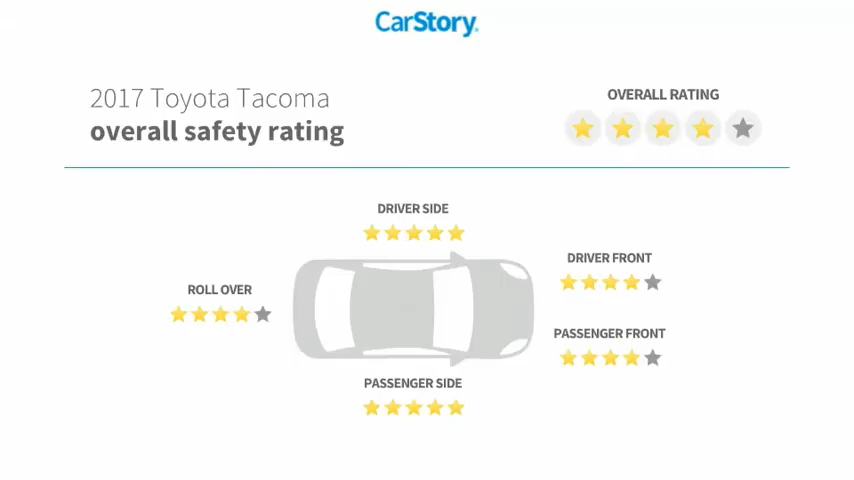 CarStory.
2017 Toyota Tacoma
overall safety rating
OVERALL RATING
DRIVER SIDE
DRIVER FRONT
ROLL OVER
PASSENGER FRONT
PASSENGER SIDE